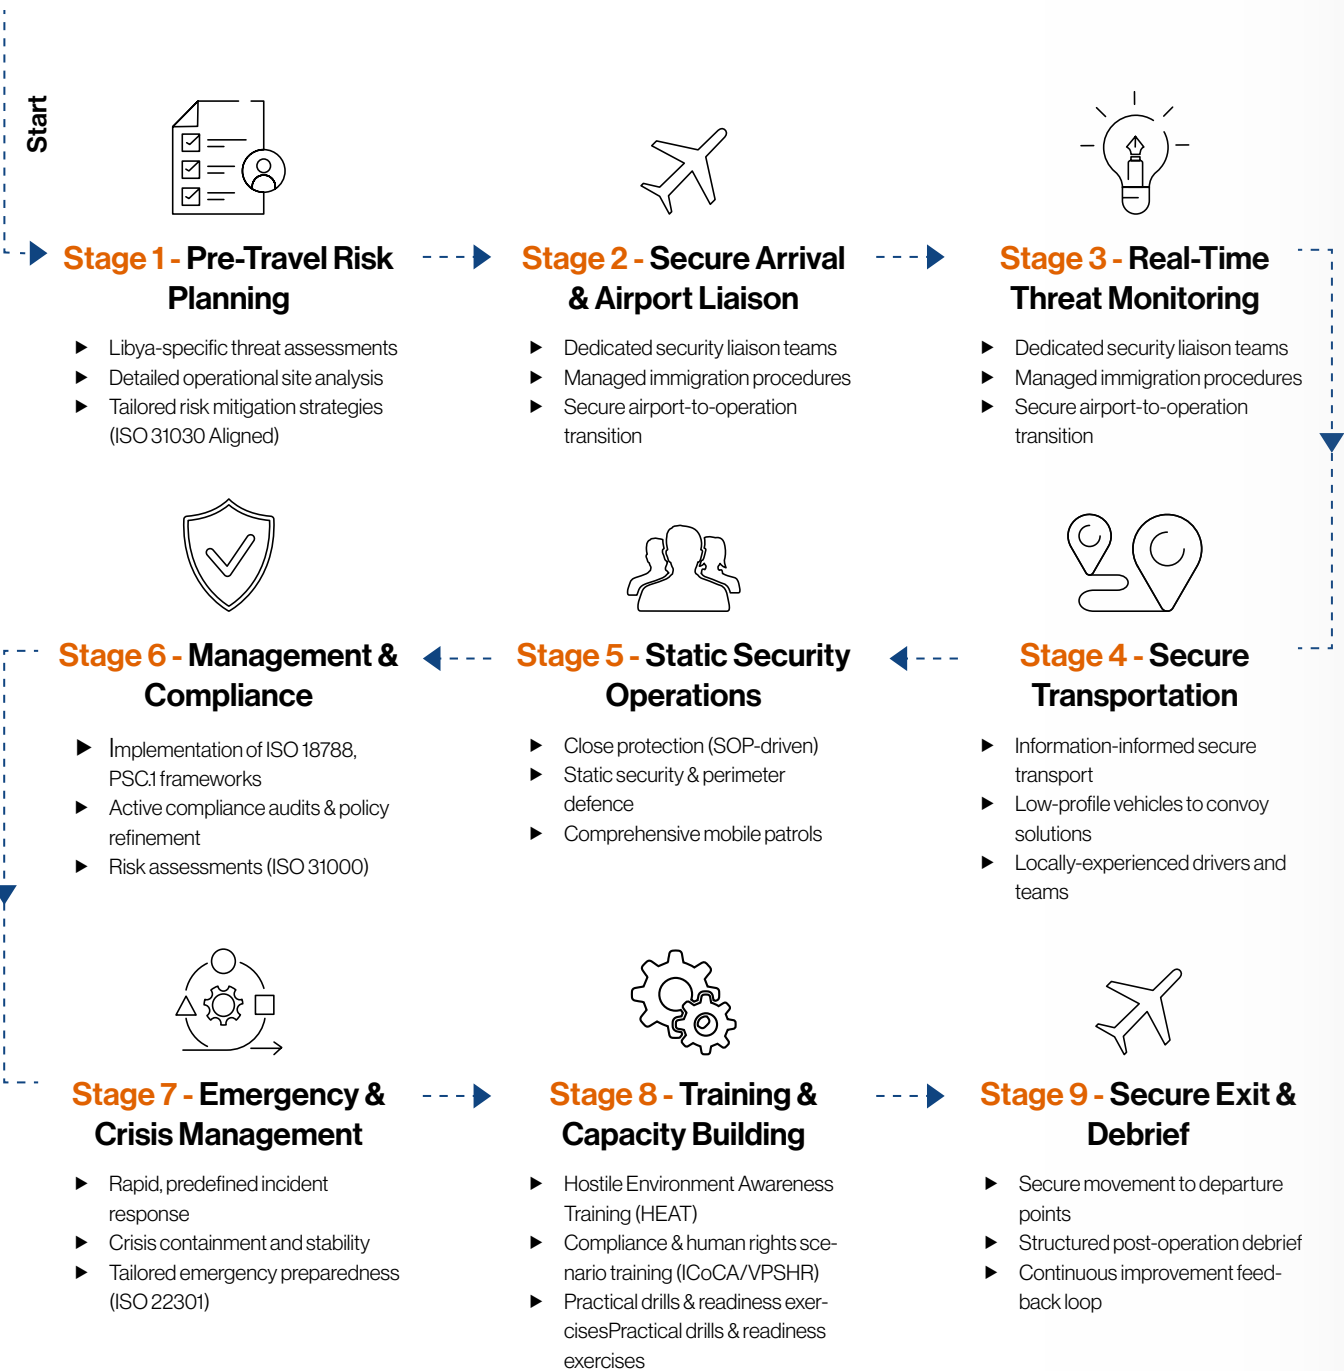 Start
Stage 1 - Pre-Travel Risk
Planning
► Libya-specific threat assessments
► Detailed operational site analysis
► Tailored risk mitigation strategies
(ISO 31030 Aligned)
Stage 2 - Secure Arrival
& Airport Liaison
► Dedicated security liaison teams
► Managed immigration procedures
► Secure airport-to-operation
transition
Stage 3 - Real-Time
Threat Monitoring
► Dedicated security liaison teams
► Managed immigration procedures
► Secure airport-to-operation
transition
Stage 4 - Secure
Transportation
► Information-informed secure
transport
► Low-profile vehicles to convoy
solutions
► Locally-experienced drivers and
teams
Stage 5 - Static Security
Operations
► Close protection (SOP-driven)
► Static security & perimeter
defence
► Comprehensive mobile patrols
Stage 6 - Management &
Compliance
► Implementation of ISO 18788,
PSC.1 frameworks
► Active compliance audits & policy
refinement
► Risk assessments (ISO 31000)
Stage 7 - Emergency &
Crisis Management
► Rapid, predefined incident
response
► Crisis containment and stability
► Tailored emergency preparedness
(ISO 22301)
Stage 8 - Training &
Capacity Building
► Hostile Environment Awareness
Training (HEAT)
► Compliance & human rights sce-
nario training (ICoCA/VPSHR)
► Practical drills & readiness exer-
cisesPractical drills & readiness
exercises
Stage 9 - Secure Exit &
Debrief
► Secure movement to departure
points
► Structured post-operation debrief
► Continuous improvement feed-
back loop